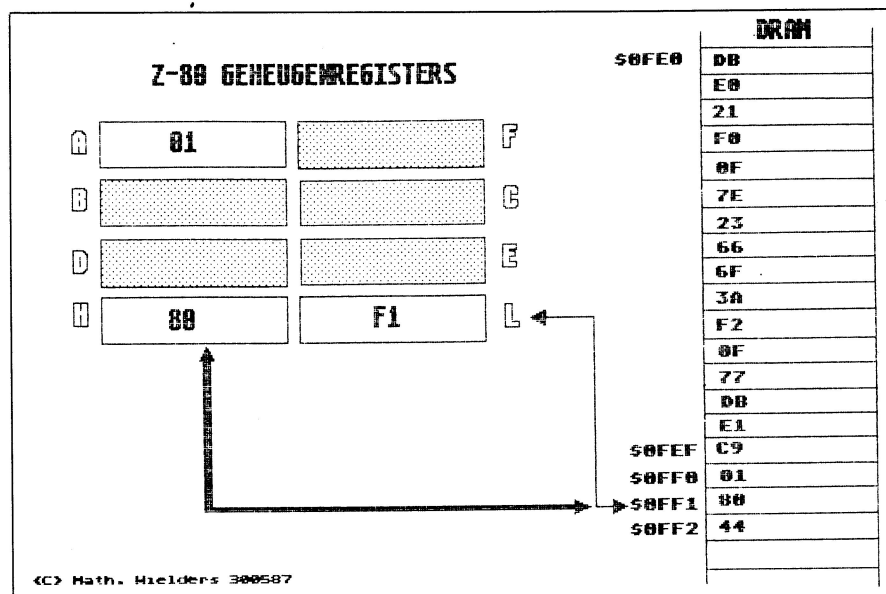 DRAM
$0FE0 DB
Z-80 GEHEUGENREGISTERS
E0
21
A 01 F
F0
0F
B C
7E
23
66
D E
6F
3A
H 80 F1 L
F2
0F
77
DB
E1
$0FEF C9
$0FF0 01
$0FF1 80
$0FF2 44
(C) Math. Wielders 300587